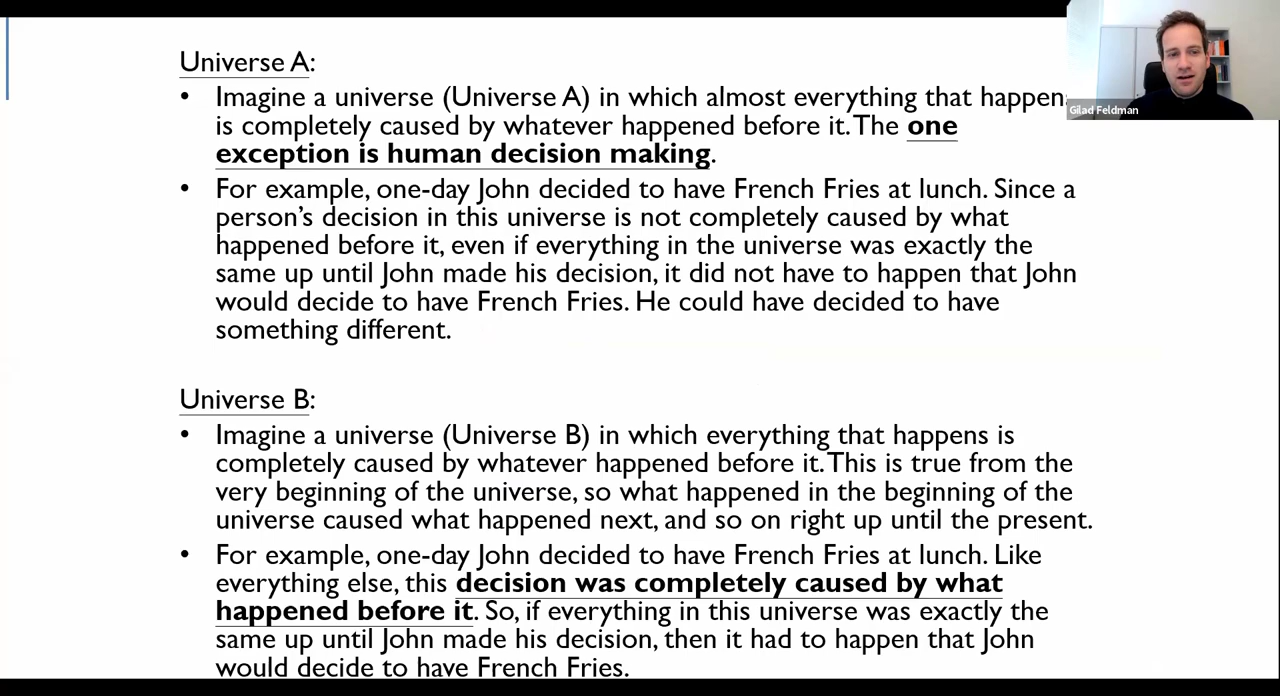 Universe A:
• Imagine a universe (Universe A) in which almost everything that happen
is completely caused by whatever happened before it. The one
exception is human decision making.
• For example, one-day John decided to have French Fries at lunch. Since a
person's decision in this universe is not completely caused by what
happened before it, even if everything in the universe was exactly the
same up until John made his decision, it did not have to happen that John
would decide to have French Fries. He could have decided to have
something different.
Universe B:
• Imagine a universe (Universe B) in which everything that happens is
completely caused by whatever happened before it. This is true from the
very beginning of the universe, so what happened in the beginning of the
universe caused what happened next, and so on right up until the present.
• For example, one-day John decided to have French Fries at lunch. Like
everything else, this decision was completely caused by what
happened before it. So, if everything in this universe was exactly the
same up until John made his decision, then it had to happen that John
would decide to have French Fries.
Gilad Feldman